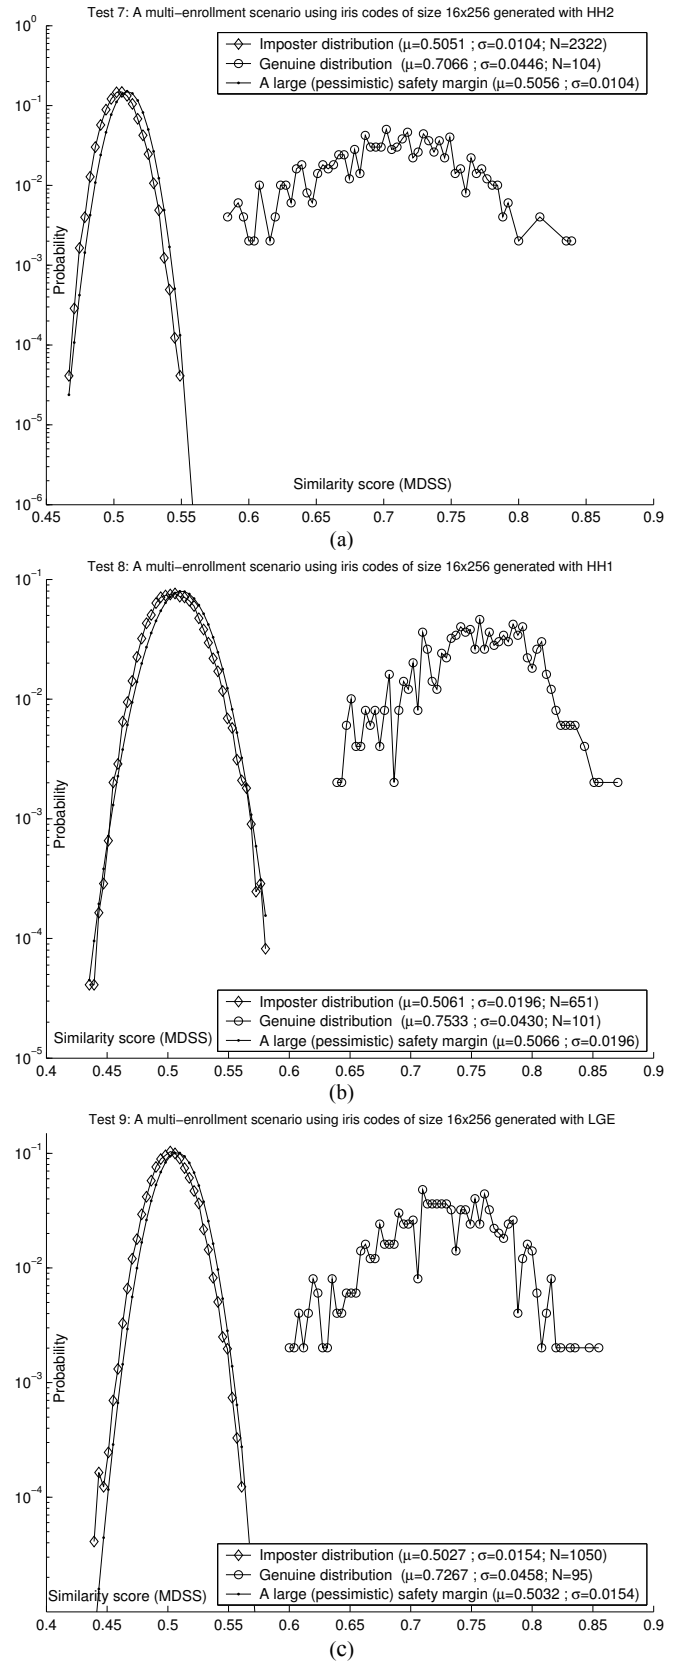 Test 7: A multi−enrollment scenario using iris codes of size 16x256 generated with HH2
Imposter distribution (μ=0.5051 ; σ=0.0104; N=2322)
Genuine distribution (μ=0.7066 ; σ=0.0446; N=104)
A large (pessimistic) safety margin (μ=0.5056 ; σ=0.0104)
10^0
10^−1
10^−2
10^−3
10^−4
10^−5
10^−6
Probability
Similarity score (MDSS)
0.45 0.5 0.55 0.6 0.65 0.7 0.75 0.8 0.85 0.9
(a)
Test 8: A multi−enrollment scenario using iris codes of size 16x256 generated with HH1
10^−1
10^−2
10^−3
10^−4
10^−5
Probability
Imposter distribution (μ=0.5061 ; σ=0.0196; N=651)
Genuine distribution (μ=0.7533 ; σ=0.0430; N=101)
A large (pessimistic) safety margin (μ=0.5066 ; σ=0.0196)
Similarity score (MDSS)
0.4 0.45 0.5 0.55 0.6 0.65 0.7 0.75 0.8 0.85 0.9
(b)
Test 9: A multi−enrollment scenario using iris codes of size 16x256 generated with LGE
10^−1
10^−2
10^−3
10^−4
Probability
Imposter distribution (μ=0.5027 ; σ=0.0154; N=1050)
Genuine distribution (μ=0.7267 ; σ=0.0458; N=95)
A large (pessimistic) safety margin (μ=0.5032 ; σ=0.0154)
Similarity score (MDSS)
0.4 0.45 0.5 0.55 0.6 0.65 0.7 0.75 0.8 0.85 0.9
(c)